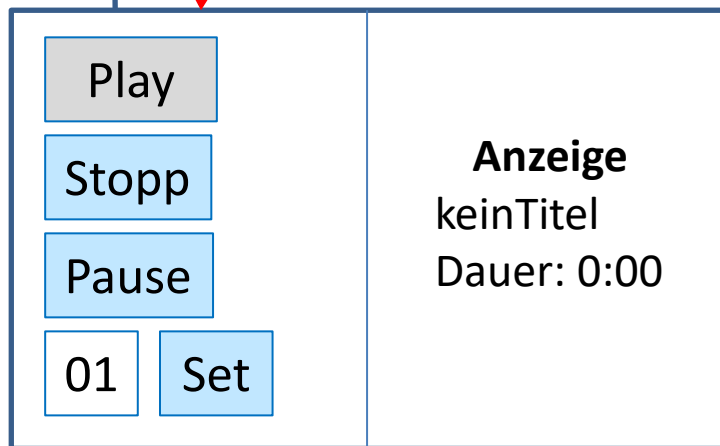 Play
Stopp
Pause
01 Set
Anzeige
keinTitel
Dauer: 0:00